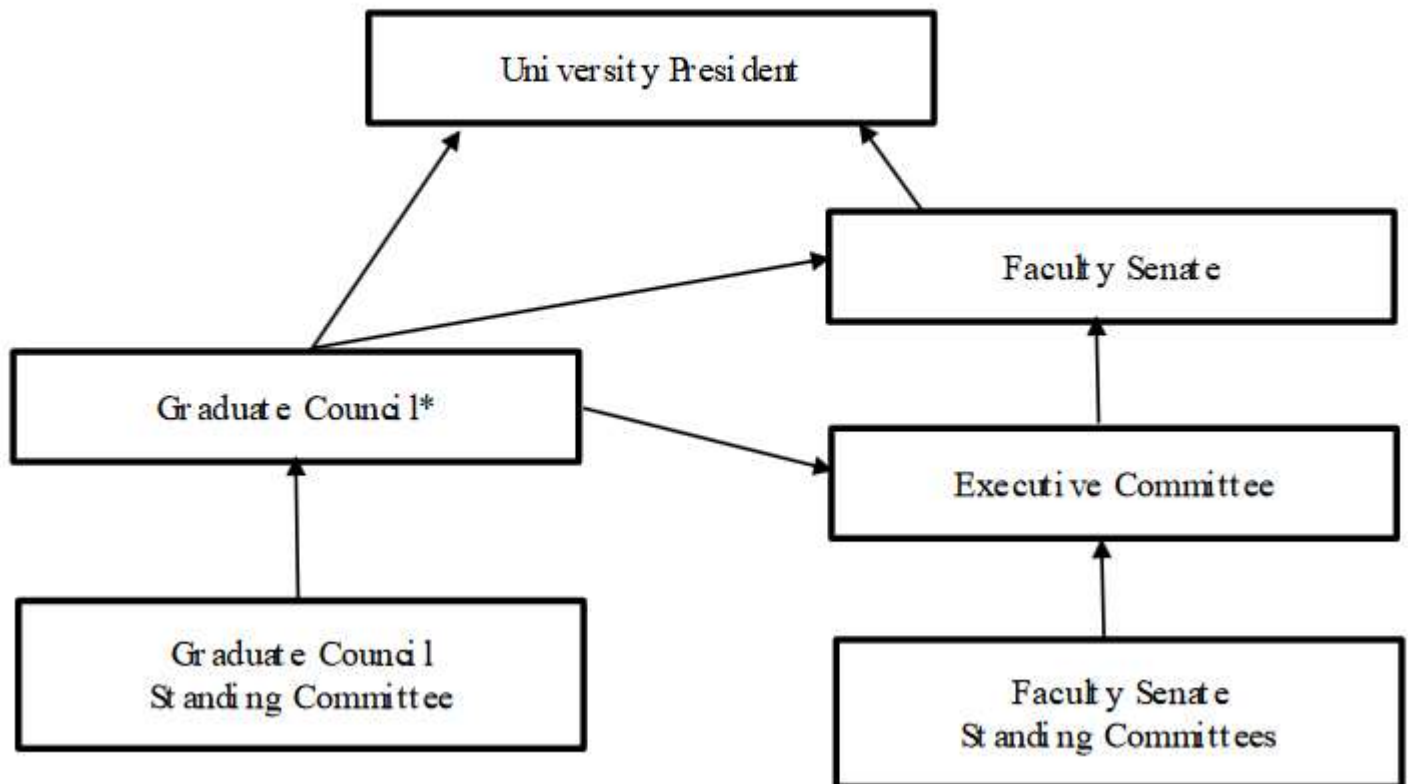 University President
Faculty Senate
Graduate Council*
Executive Committee
Graduate Council
Standing Committee
Faculty Senate
Standing Committees